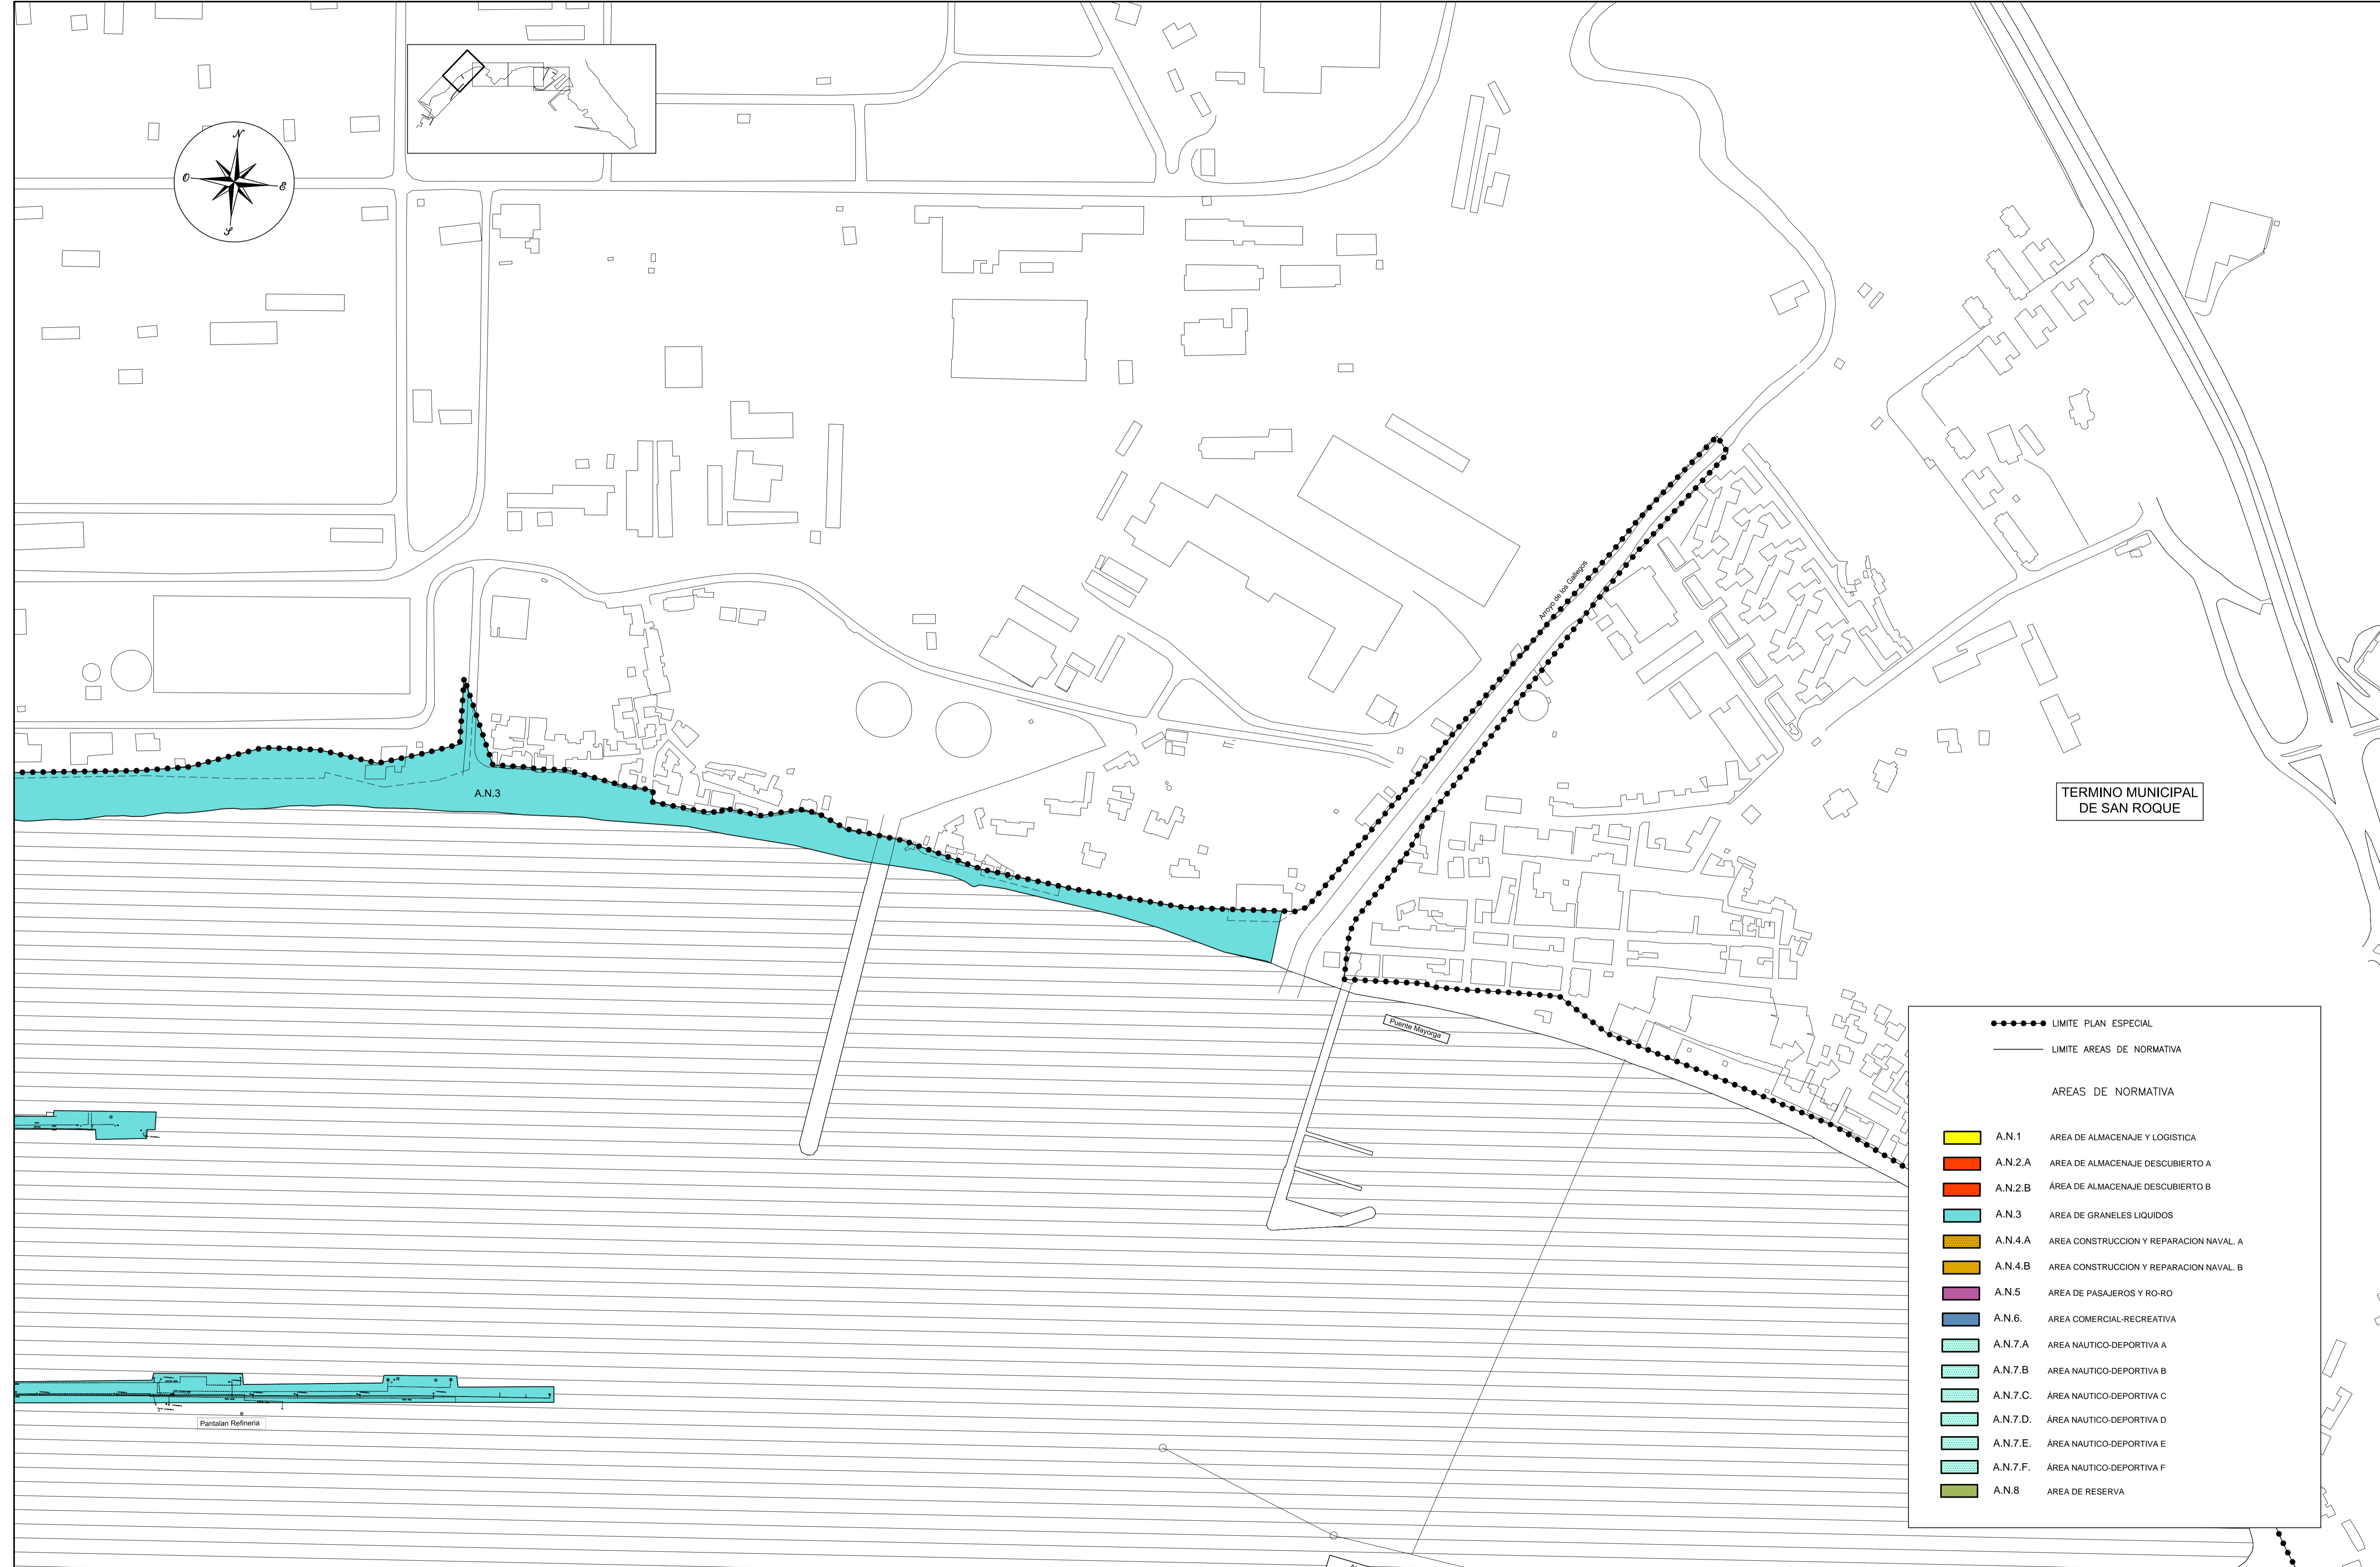 N
O
E
S
Arroyo de los Gallegos
A.N.3
TERMINO MUNICIPAL
DE SAN ROQUE
Puente Mayorga
Pantalan Refineria
LIMITE PLAN ESPECIAL
LIMITE AREAS DE NORMATIVA
AREAS DE NORMATIVA
A.N.1 AREA DE ALMACENAJE Y LOGISTICA
A.N.2.A AREA DE ALMACENAJE DESCUBIERTO A
A.N.2.B ÁREA DE ALMACENAJE DESCUBIERTO B
A.N.3 AREA DE GRANELES LIQUIDOS
A.N.4.A AREA CONSTRUCCION Y REPARACION NAVAL. A
A.N.4.B AREA CONSTRUCCION Y REPARACION NAVAL. B
A.N.5 AREA DE PASAJEROS Y RO-RO
A.N.6. AREA COMERCIAL-RECREATIVA
A.N.7.A AREA NAUTICO-DEPORTIVA A
A.N.7.B AREA NAUTICO-DEPORTIVA B
A.N.7.C. ÁREA NAUTICO-DEPORTIVA C
A.N.7.D. ÁREA NAUTICO-DEPORTIVA D
A.N.7.E. ÁREA NAUTICO-DEPORTIVA E
A.N.7.F. ÁREA NAUTICO-DEPORTIVA F
A.N.8 AREA DE RESERVA